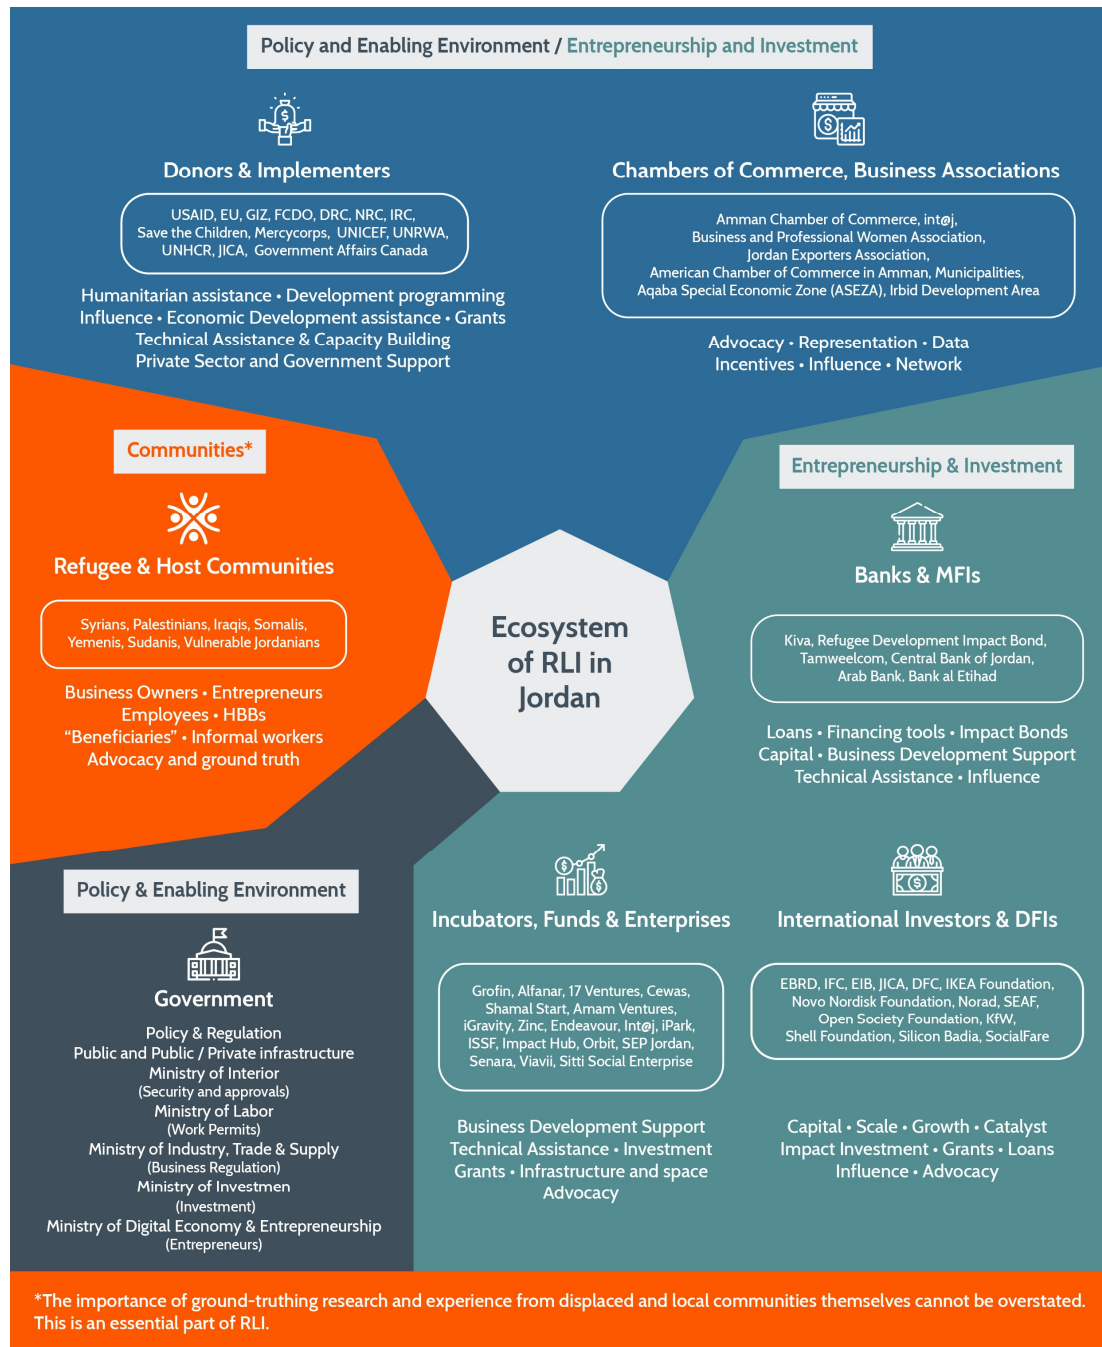 Policy and Enabling Environment / Entrepreneurship and Investment
Donors & Implementers
USAID, EU, GIZ, FCDO, DRC, NRC, IRC,
Save the Children, Mercycorps, UNICEF, UNRWA,
UNHCR, JICA, Government Affairs Canada
Humanitarian assistance • Development programming
Influence • Economic Development assistance • Grants
Technical Assistance & Capacity Building
Private Sector and Government Support
Chambers of Commerce, Business Associations
Amman Chamber of Commerce, int@j,
Business and Professional Women Association,
Jordan Exporters Association,
American Chamber of Commerce in Amman, Municipalities,
Aqaba Special Economic Zone (ASEZA), Irbid Development Area
Advocacy • Representation • Data
Incentives • Influence • Network
Communities*
Refugee & Host Communities
Syrians, Palestinians, Iraqis, Somalis,
Yemenis, Sudanis, Vulnerable Jordanians
Business Owners • Entrepreneurs
Employees • HBBs
“Beneficiaries” • Informal workers
Advocacy and ground truth
Ecosystem
of RLI in
Jordan
Entrepreneurship & Investment
Banks & MFIs
Kiva, Refugee Development Impact Bond,
Tamweelcom, Central Bank of Jordan,
Arab Bank, Bank al Etihad
Loans • Financing tools • Impact Bonds
Capital • Business Development Support
Technical Assistance • Influence
Policy & Enabling Environment
Government
Policy & Regulation
Public and Public / Private infrastructure
Ministry of Interior
(Security and approvals)
Ministry of Labor
(Work Permits)
Ministry of Industry, Trade & Supply
(Business Regulation)
Ministry of Investmen
(Investment)
Ministry of Digital Economy & Entrepreneurship
(Entrepreneurs)
Incubators, Funds & Enterprises
Grofin, Alfanar, 17 Ventures, Cewas,
Shamal Start, Amam Ventures,
iGravity, Zinc, Endeavour, Int@j, iPark,
ISSF, Impact Hub, Orbit, SEP Jordan,
Senara, Viavii, Sitti Social Enterprise
Business Development Support
Technical Assistance • Investment
Grants • Infrastructure and space
Advocacy
International Investors & DFIs
EBRD, IFC, EIB, JICA, DFC, IKEA Foundation,
Novo Nordisk Foundation, Norad, SEAF,
Open Society Foundation, KfW,
Shell Foundation, Silicon Badia, SocialFare
Capital • Scale • Growth • Catalyst
Impact Investment • Grants • Loans
Influence • Advocacy
*The importance of ground-truthing research and experience from displaced and local communities themselves cannot be overstated.
This is an essential part of RLI.